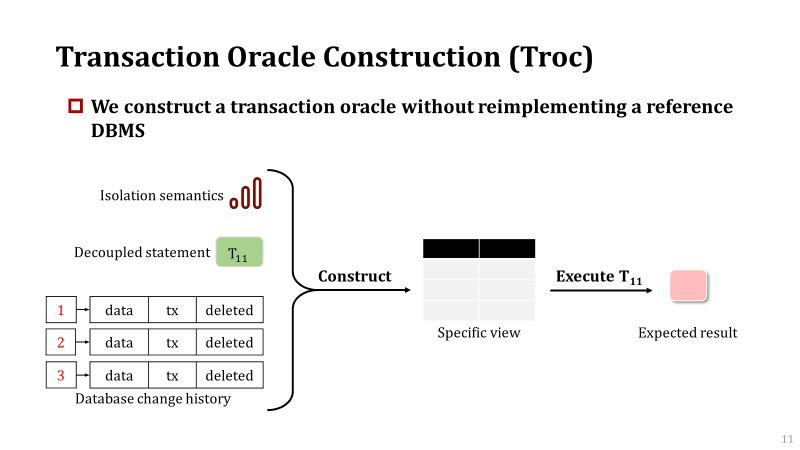 Transaction Oracle Construction (Troc)
We construct a transaction oracle without reimplementing a reference
DBMS
Isolation semantics
Decoupled statement T11
Construct
Execute T11
1 data tx deleted
2 data tx deleted
3 data tx deleted
Database change history
Specific view
Expected result
11